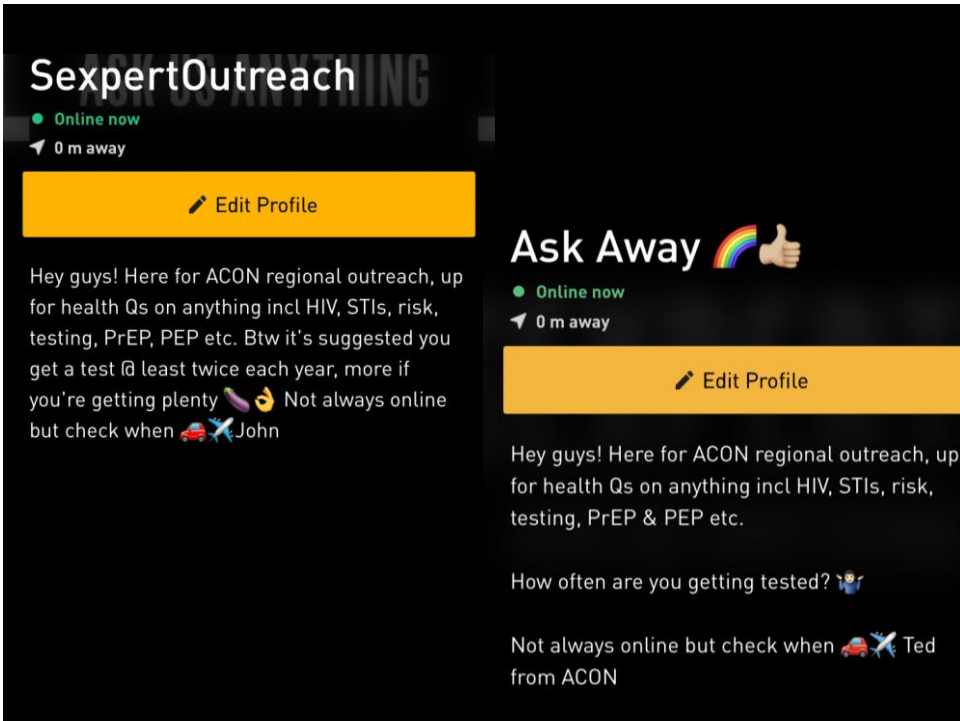 ASK US ANYTHING
SexpertOutreach
Online now
0 m away
Edit Profile
Hey guys! Here for ACON regional outreach, up
for health Qs on anything incl HIV, STIs, risk,
testing, PrEP, PEP etc. Btw it's suggested you
get a test @ least twice each year, more if
you're getting plenty 🍆👌 Not always online
but check when 🚗✈️John
Ask Away 🌈👍🏼
Online now
0 m away
Edit Profile
Hey guys! Here for ACON regional outreach, up
for health Qs on anything incl HIV, STIs, risk,
testing, PrEP & PEP etc.
How often are you getting tested? 🤷🏻‍♂️
Not always online but check when 🚗✈️ Ted
from ACON